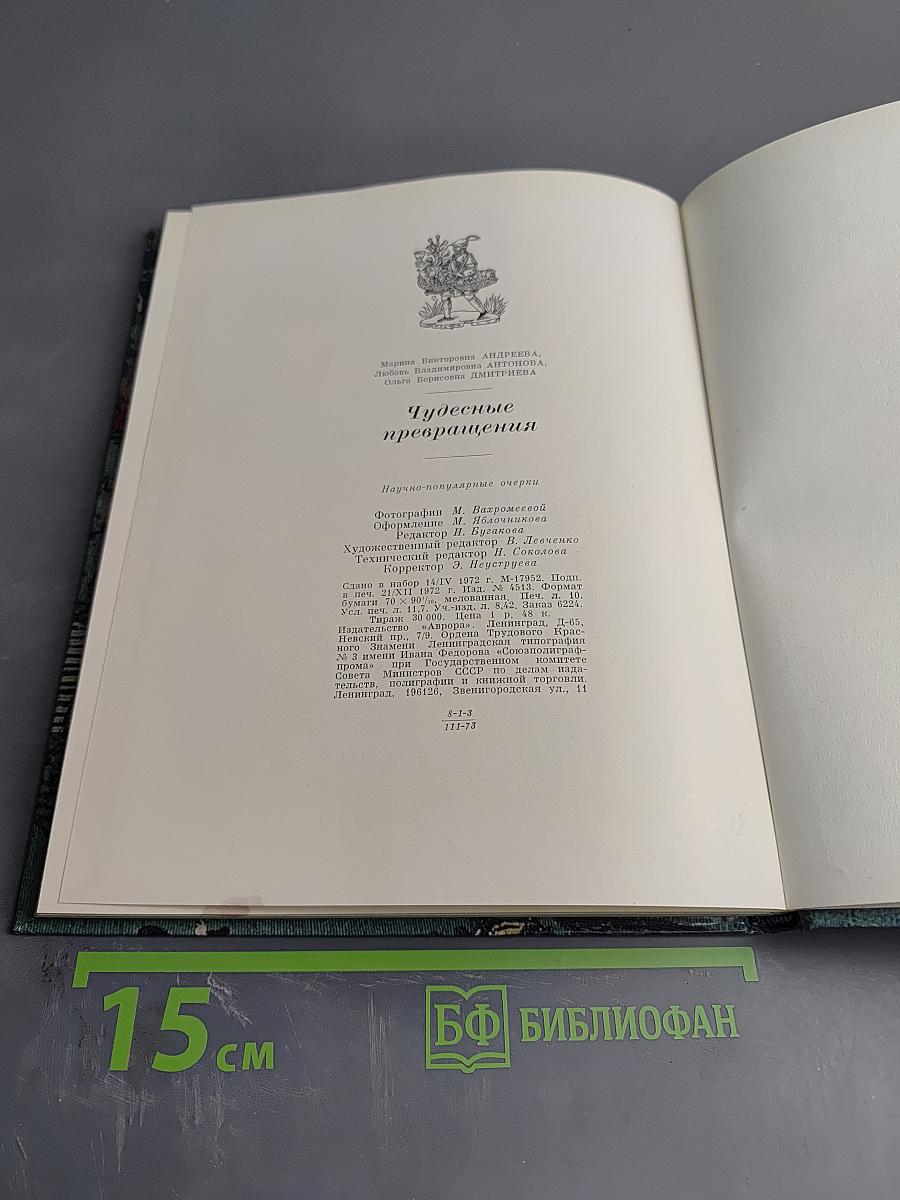 Марина Викторовна АНДРЕЕВА,
Любовь Владимировна АНТОНОВА,
Ольга Борисовна ДМИТРИЕВА
Чудесные
превращения
Научно-популярные очерки
Фотографии М. Вахромеевой
Оформление М. Яблочникова
Редактор И. Бугакова
Художественный редактор В. Левченко
Технический редактор Н. Соколова
Корректор Э. Неуструева
Сдано в набор 14/IV 1972 г. М-17952. Подп.
в печ. 21/XII 1972 г. Изд. № 4513. Формат
бумаги 70 × 90¹/₁₆, мелованная. Печ. л. 10.
Усл. печ. л. 11,7. Уч.-изд. л. 8,42. Заказ 6224.
Тираж 30 000. Цена 1 р. 48 к.
Издательство «Аврора». Ленинград, Д-65,
Невский пр., 7/9. Ордена Трудового Крас-
ного Знамени Ленинградская типография
№ 3 имени Ивана Федорова «Союзполиграф-
прома» при Государственном комитете
Совета Министров СССР по делам изда-
тельств, полиграфии и книжной торговли.
Ленинград, 196126, Звенигородская ул., 11
8-1-3
111-73
15 см
БФ БИБЛИОФАН